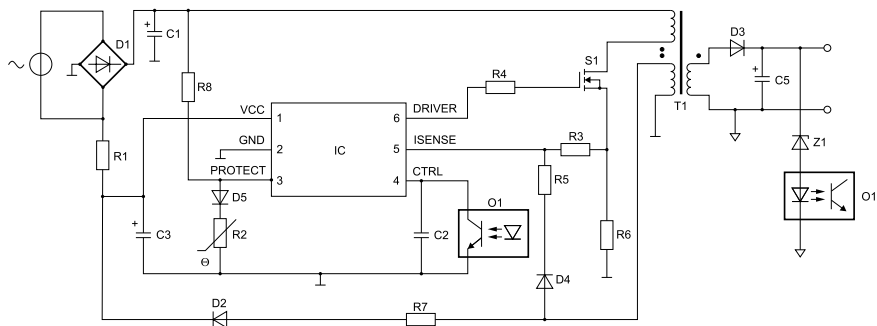 D1
+
C1
R8
S1
D3
R4
T1
+
C5
VCC
1
DRIVER
6
GND
2
IC
ISENSE
5
R3
R1
PROTECT
3
CTRL
4
Z1
D5
R5
O1
O1
+
C3
R2
Θ
C2
R6
D4
D2
R7